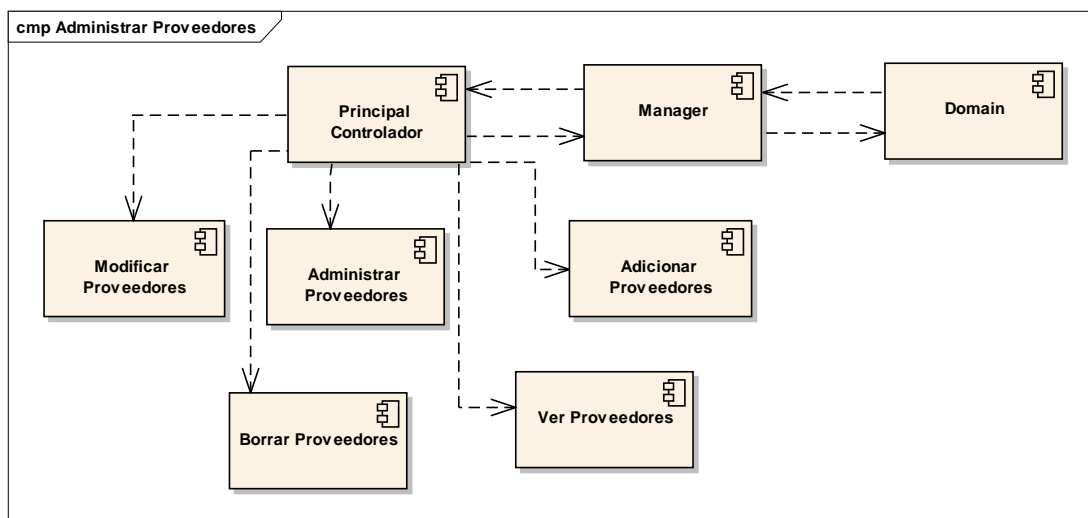 cmp Administrar Proveedores
Principal
Controlador
Manager
Domain
Modificar
Proveedores
Administrar
Proveedores
Adicionar
Proveedores
Borrar Proveedores
Ver Proveedores